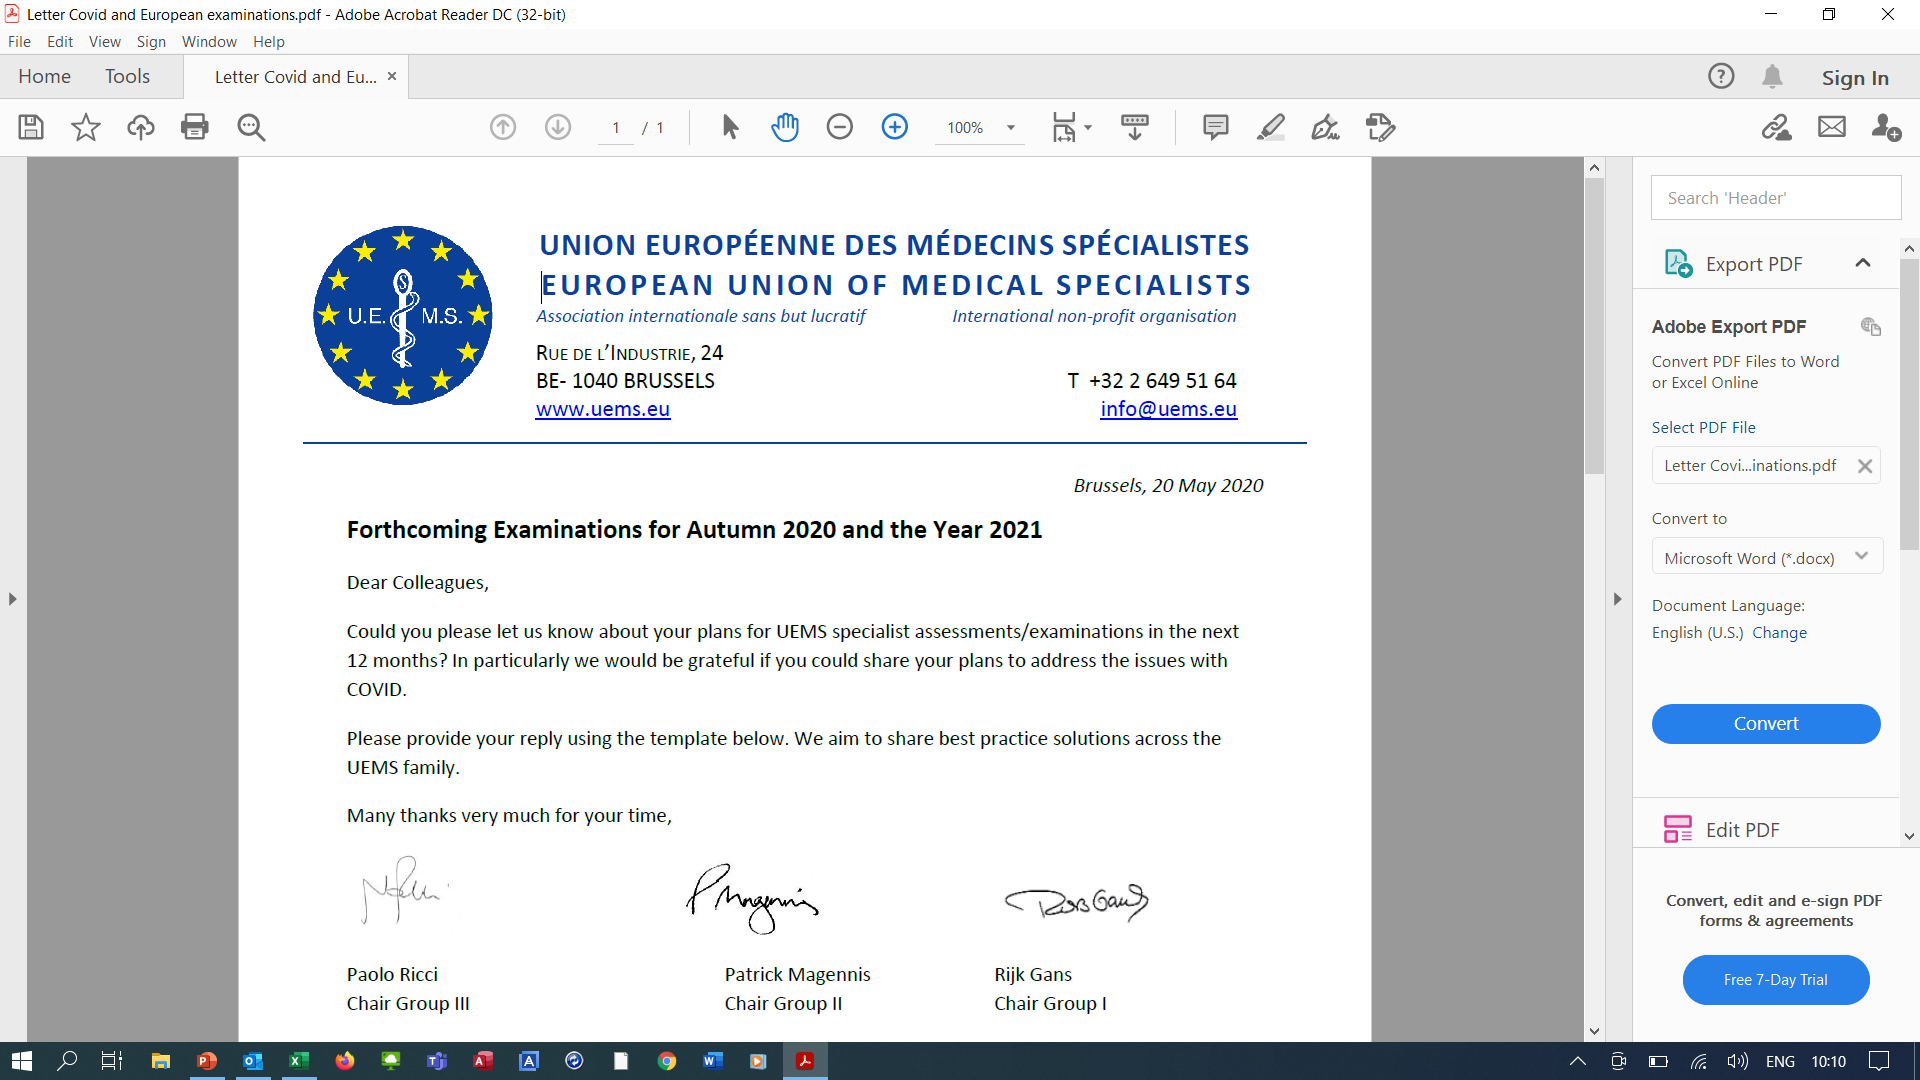 Letter Covid and European examinations.pdf - Adobe Acrobat Reader DC (32-bit)
File Edit View Sign Window Help
Home Tools Letter Covid and Eu... × Sign In
1 / 1 100%
Search 'Header'
UNION EUROPÉENNE DES MÉDECINS SPÉCIALISTES
EUROPEAN UNION OF MEDICAL SPECIALISTS
Association internationale sans but lucratif International non-profit organisation
U.E. M.S.
RUE DE L'INDUSTRIE, 24
BE- 1040 BRUSSELS T +32 2 649 51 64
www.uems.eu info@uems.eu
Brussels, 20 May 2020
Forthcoming Examinations for Autumn 2020 and the Year 2021
Dear Colleagues,
Could you please let us know about your plans for UEMS specialist assessments/examinations in the next
12 months? In particularly we would be grateful if you could share your plans to address the issues with
COVID.
Please provide your reply using the template below. We aim to share best practice solutions across the
UEMS family.
Many thanks very much for your time,
Paolo Ricci Patrick Magennis Rijk Gans
Chair Group III Chair Group II Chair Group I
Export PDF
Adobe Export PDF
Convert PDF Files to Word
or Excel Online
Select PDF File
Letter Covi...inations.pdf
Convert to
Microsoft Word (*.docx)
Document Language:
English (U.S.) Change
Convert
Edit PDF
Convert, edit and e-sign PDF
forms & agreements
Free 7-Day Trial
ENG 10:10